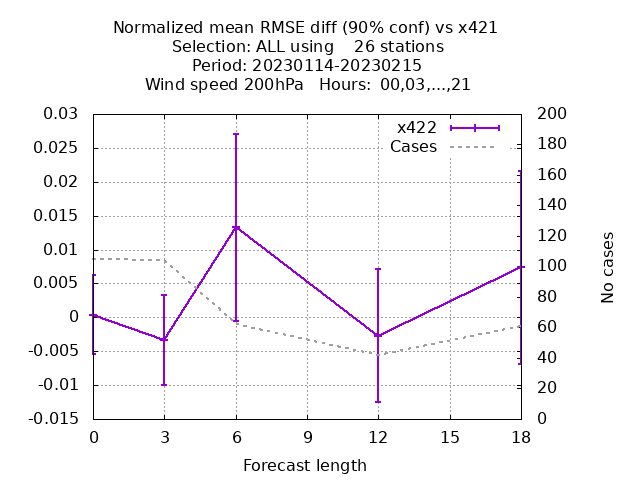 Normalized mean RMSE diff (90% conf) vs x421
Selection: ALL using    26 stations
Period: 20230114-20230215
Wind speed 200hPa   Hours:  00,03,...,21
x422
Cases
0.03
0.025
0.02
0.015
0.01
0.005
0
-0.005
-0.01
-0.015
200
180
160
140
120
100
80
60
40
20
0
No cases
0 3 6 9 12 15 18
Forecast length